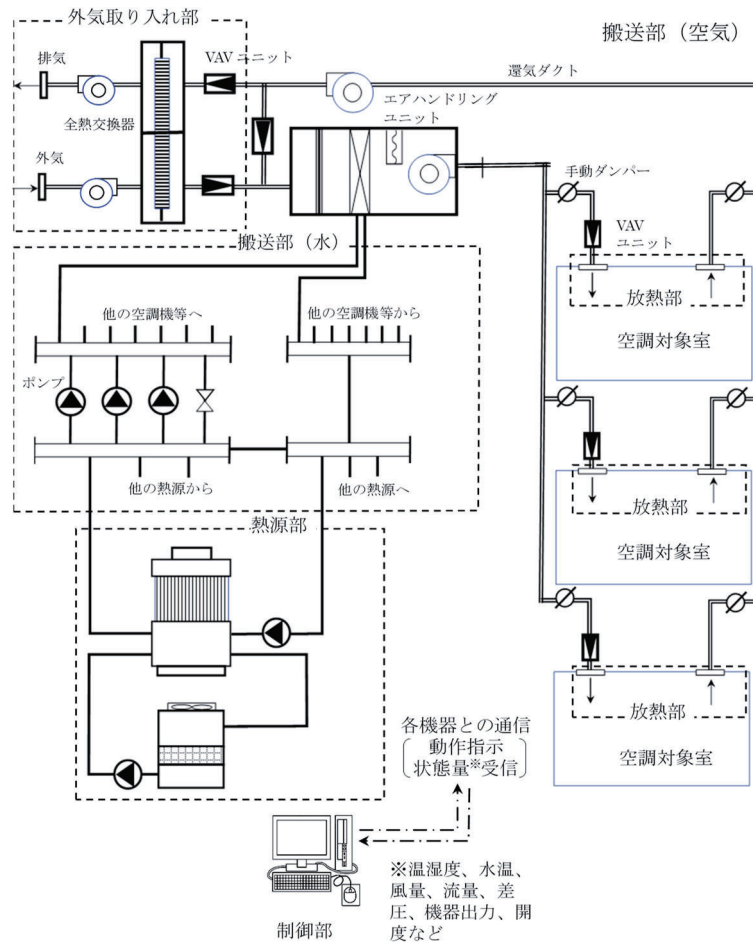 外気取り入れ部
搬送部（空気）
排気
VAV ユニット
還気ダクト
全熱交換器
エアハンドリング
ユニット
外気
手動ダンパー
VAV
ユニット
搬送部（水）
放熱部
空調対象室
他の空調機等へ
他の空調機等から
ポンプ
他の熱源から
他の熱源へ
放熱部
空調対象室
熱源部
放熱部
空調対象室
各機器との通信
動作指示
状態量※受信
※温湿度、水温、
風量、流量、差
圧、機器出力、開
度など
制御部